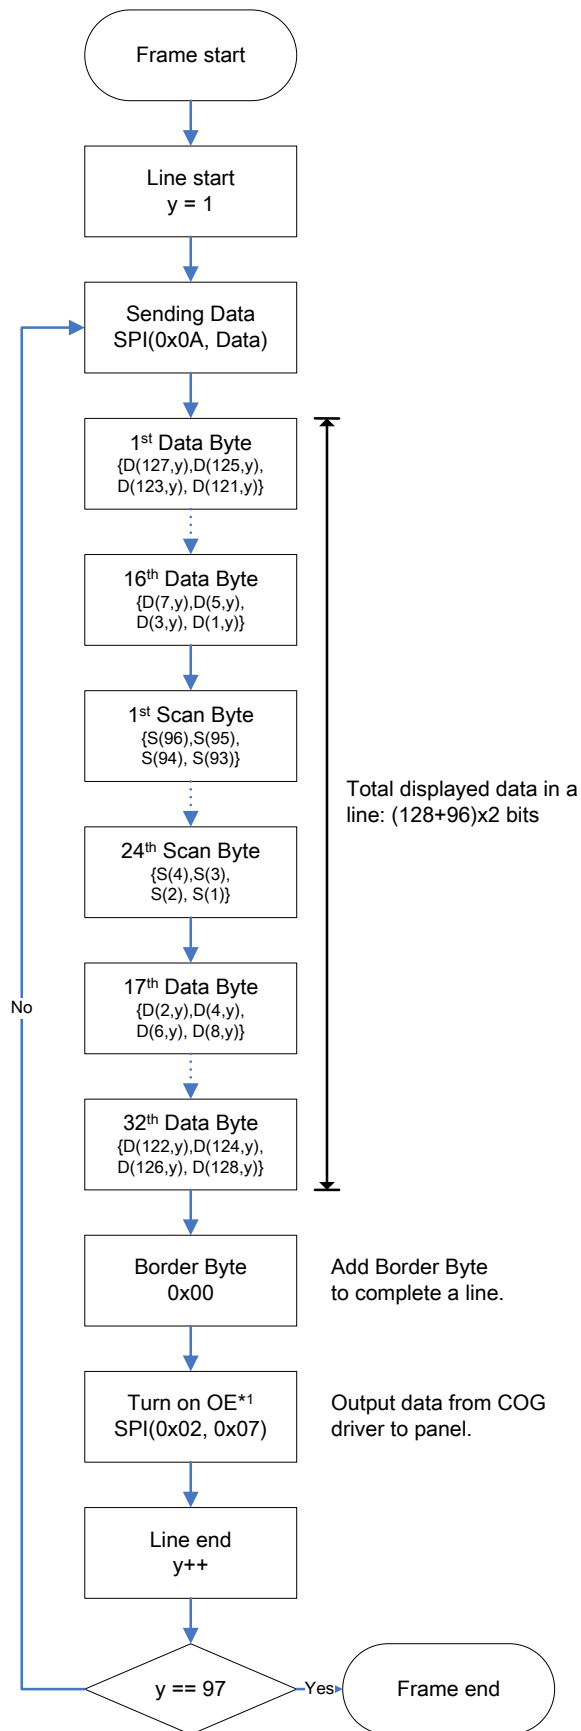 Frame start
Line start
y = 1
Sending Data
SPI(0x0A, Data)
1st Data Byte
{D(127,y),D(125,y),
D(123,y), D(121,y)}
16th Data Byte
{D(7,y),D(5,y),
D(3,y), D(1,y)}
1st Scan Byte
{S(96),S(95),
S(94), S(93)}
Total displayed data in a
line: (128+96)x2 bits
24th Scan Byte
{S(4),S(3),
S(2), S(1)}
17th Data Byte
{D(2,y),D(4,y),
D(6,y), D(8,y)}
No
32th Data Byte
{D(122,y),D(124,y),
D(126,y), D(128,y)}
Border Byte
0x00
Add Border Byte
to complete a line.
Turn on OE*1
SPI(0x02, 0x07)
Output data from COG
driver to panel.
Line end
y++
y == 97
Yes
Frame end